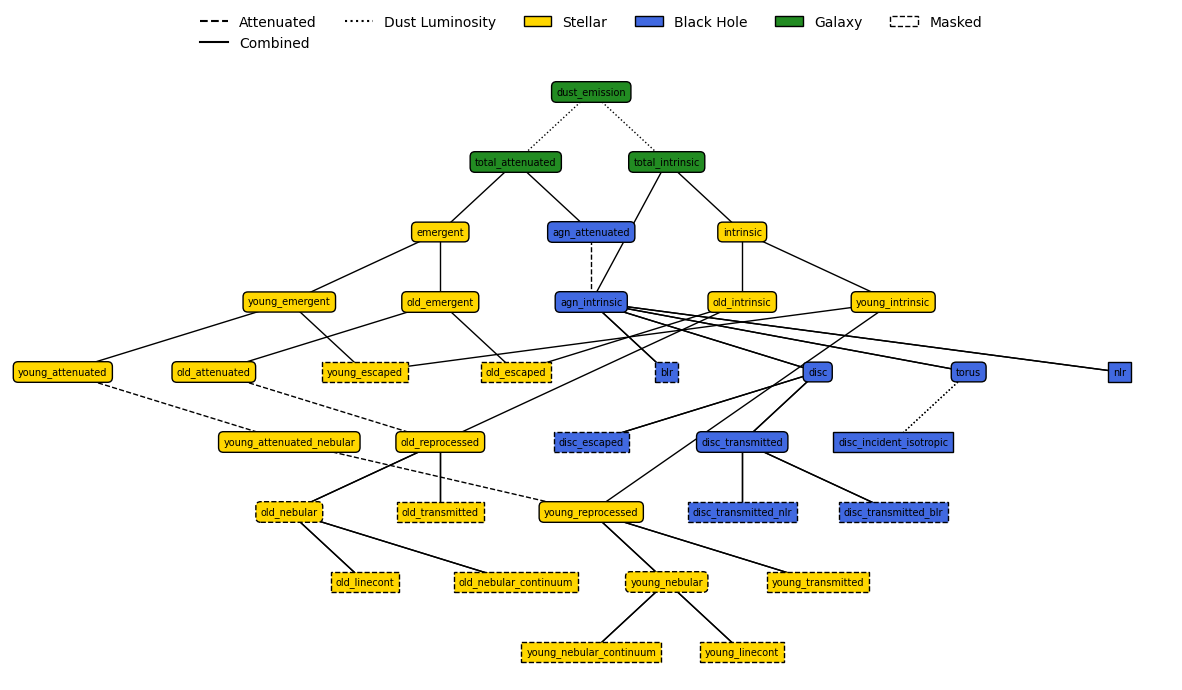 Attenuated Dust Luminosity Stellar Black Hole Galaxy Masked
Combined
dust_emission
total_attenuated total_intrinsic
emergent agn_attenuated intrinsic
young_emergent old_emergent agn_intrinsic old_intrinsic young_intrinsic
young_attenuated old_attenuated young_escaped old_escaped blr disc torus nlr
young_attenuated_nebular old_reprocessed disc_escaped disc_transmitted disc_incident_isotropic
old_nebular old_transmitted young_reprocessed disc_transmitted_nlr disc_transmitted_blr
old_linecont old_nebular_continuum young_nebular young_transmitted
young_nebular_continuum young_linecont